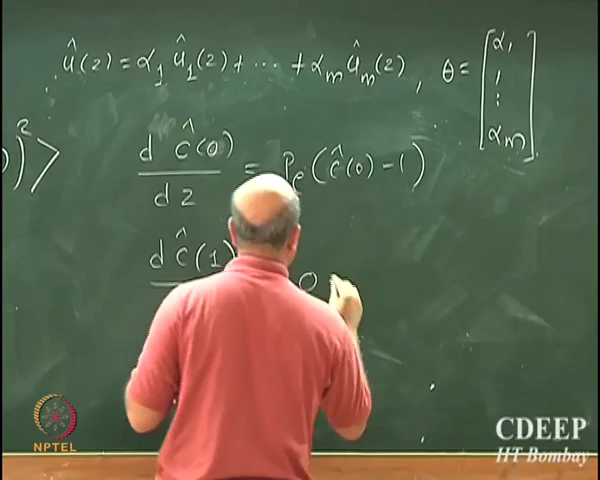 û(z) = α₁ û₁(z) + ··· + αₘ ûₘ(z) , θ = [α₁ ⋮ αₘ]
)² >
d ĉ(0) / dz = Pe (ĉ(0) - 1)
d ĉ(1) 0
NPTEL
CDEEP
IIT Bombay